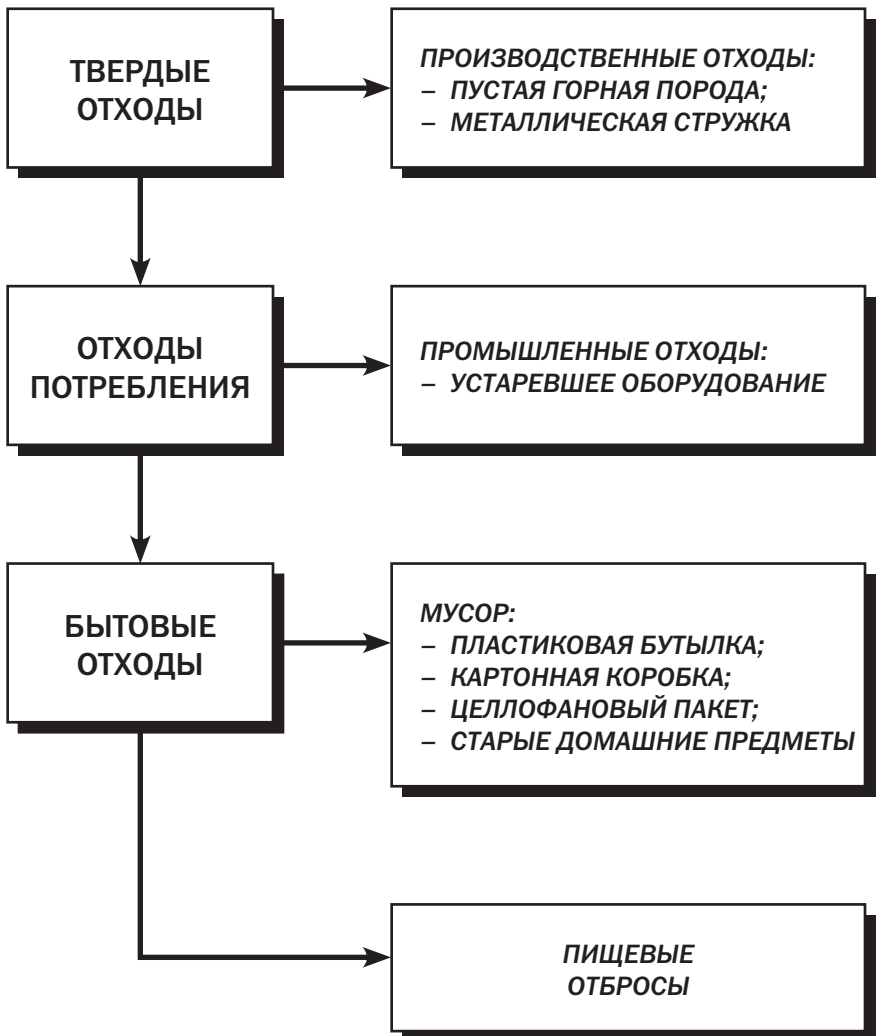 ТВЕРДЫЕ
ОТХОДЫ
ПРОИЗВОДСТВЕННЫЕ ОТХОДЫ:
– ПУСТАЯ ГОРНАЯ ПОРОДА;
– МЕТАЛЛИЧЕСКАЯ СТРУЖКА
ОТХОДЫ
ПОТРЕБЛЕНИЯ
ПРОМЫШЛЕННЫЕ ОТХОДЫ:
– УСТАРЕВШЕЕ ОБОРУДОВАНИЕ
БЫТОВЫЕ
ОТХОДЫ
МУСОР:
– ПЛАСТИКОВАЯ БУТЫЛКА;
– КАРТОННАЯ КОРОБКА;
– ЦЕЛЛОФАНОВЫЙ ПАКЕТ;
– СТАРЫЕ ДОМАШНИЕ ПРЕДМЕТЫ
ПИЩЕВЫЕ
ОТБРОСЫ